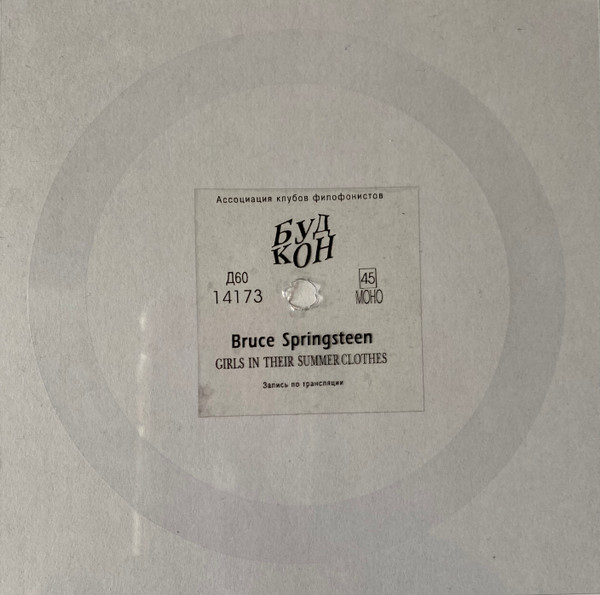 Ассоциация клубов филофонистов
БУД
КОН
Д60
14173
45
МОНО
Bruce Springsteen
GIRLS IN THEIR SUMMER CLOTHES
Запись по трансляции